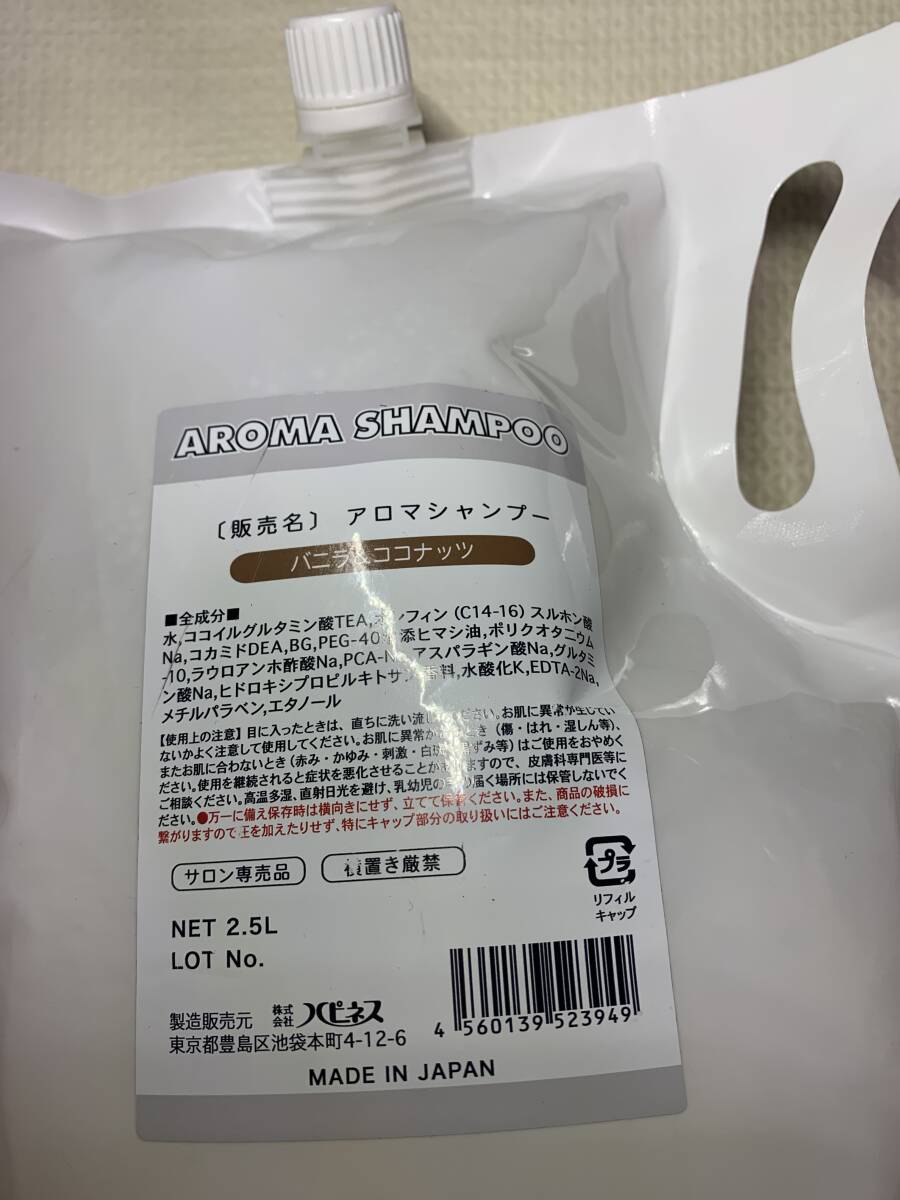 AROMA SHAMPOO
〔販売名〕 アロマシャンプー
バニラ&ココナッツ
■全成分■
水,ココイルグルタミン酸TEA,オレフィン(C14-16)スルホン酸
Na,コカミドDEA,BG,PEG-40 添ヒマシ油,ポリクオタニウム
-10,ラウロアンホ酢酸Na,PCA-N アスパラギン酸Na,グルタミ
ン酸Na,ヒドロキシプロピルキトサン 香料,水酸化K,EDTA-2Na,
メチルパラベン,エタノール
【使用上の注意】目に入ったときは、直ちに洗い流 ください。お肌に異常が生じてい
ないかよく注意して使用してください。お肌に異常が とき(傷・はれ・湿しん等)、
またお肌に合わないとき(赤み・かゆみ・刺激・白 ずみ等)はご使用をおやめく
ださい。使用を継続されると症状を悪化させることが ますので、皮膚科専門医等に
ご相談ください。高温多湿、直射日光を避け、乳幼児の 届く場所には保管しないでく
ださい。●万一に備え保存時は横向きにせず、立てて保管ください。また、商品の破損に
繋がりますので圧を加えたりせず、特にキャップ部分の取り扱いにはご注意ください。
サロン専売品 横置き厳禁
プラ
リフィル
キャップ
NET 2.5L
LOT No.
製造販売元 株式会社 ハピネス
東京都豊島区池袋本町4-12-6
4 560139 523949
MADE IN JAPAN